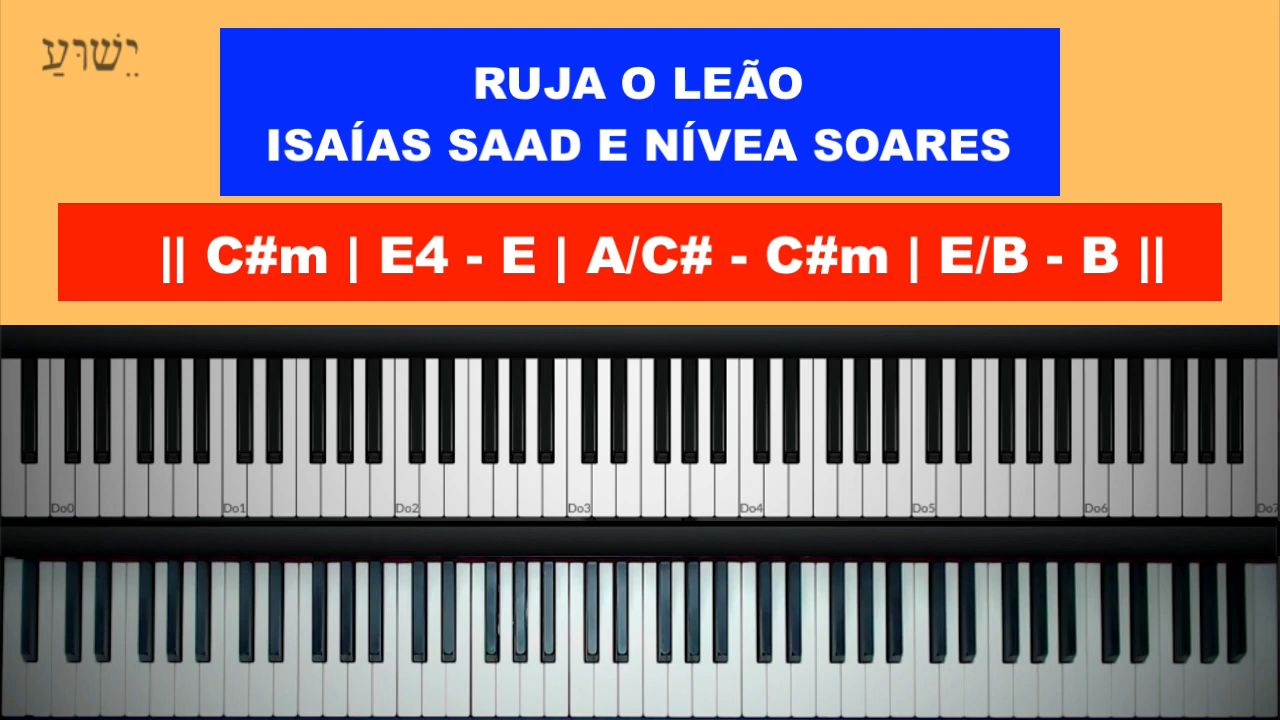 יֵשׁוּעַ
RUJA O LEÃO
ISAÍAS SAAD E NÍVEA SOARES
|| C#m | E4 - E | A/C# - C#m | E/B - B ||
Do0 Do1 Do2 Do3 Do4 Do5 Do6 Do7